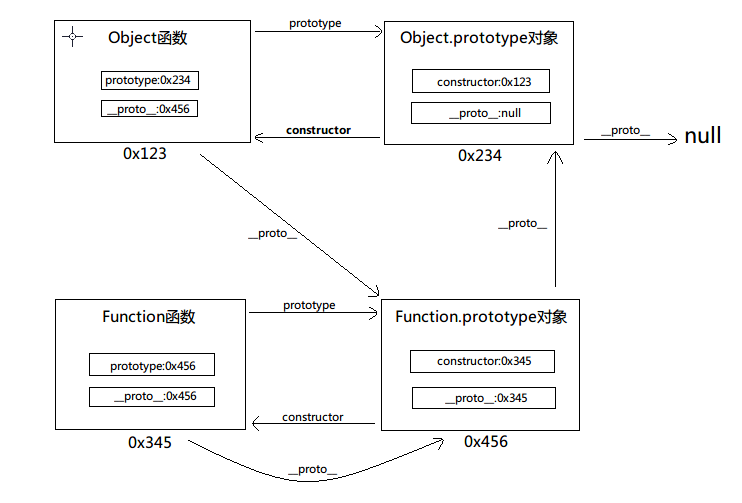 Object函数
prototype:0x234
__proto__:0x456
0x123
prototype
constructor
Object.prototype对象
constructor:0x123
__proto__:null
0x234
__proto__
null
__proto__
__proto__
Function函数
prototype:0x456
__proto__:0x456
0x345
prototype
constructor
Function.prototype对象
constructor:0x345
__proto__:0x345
0x456
__proto__